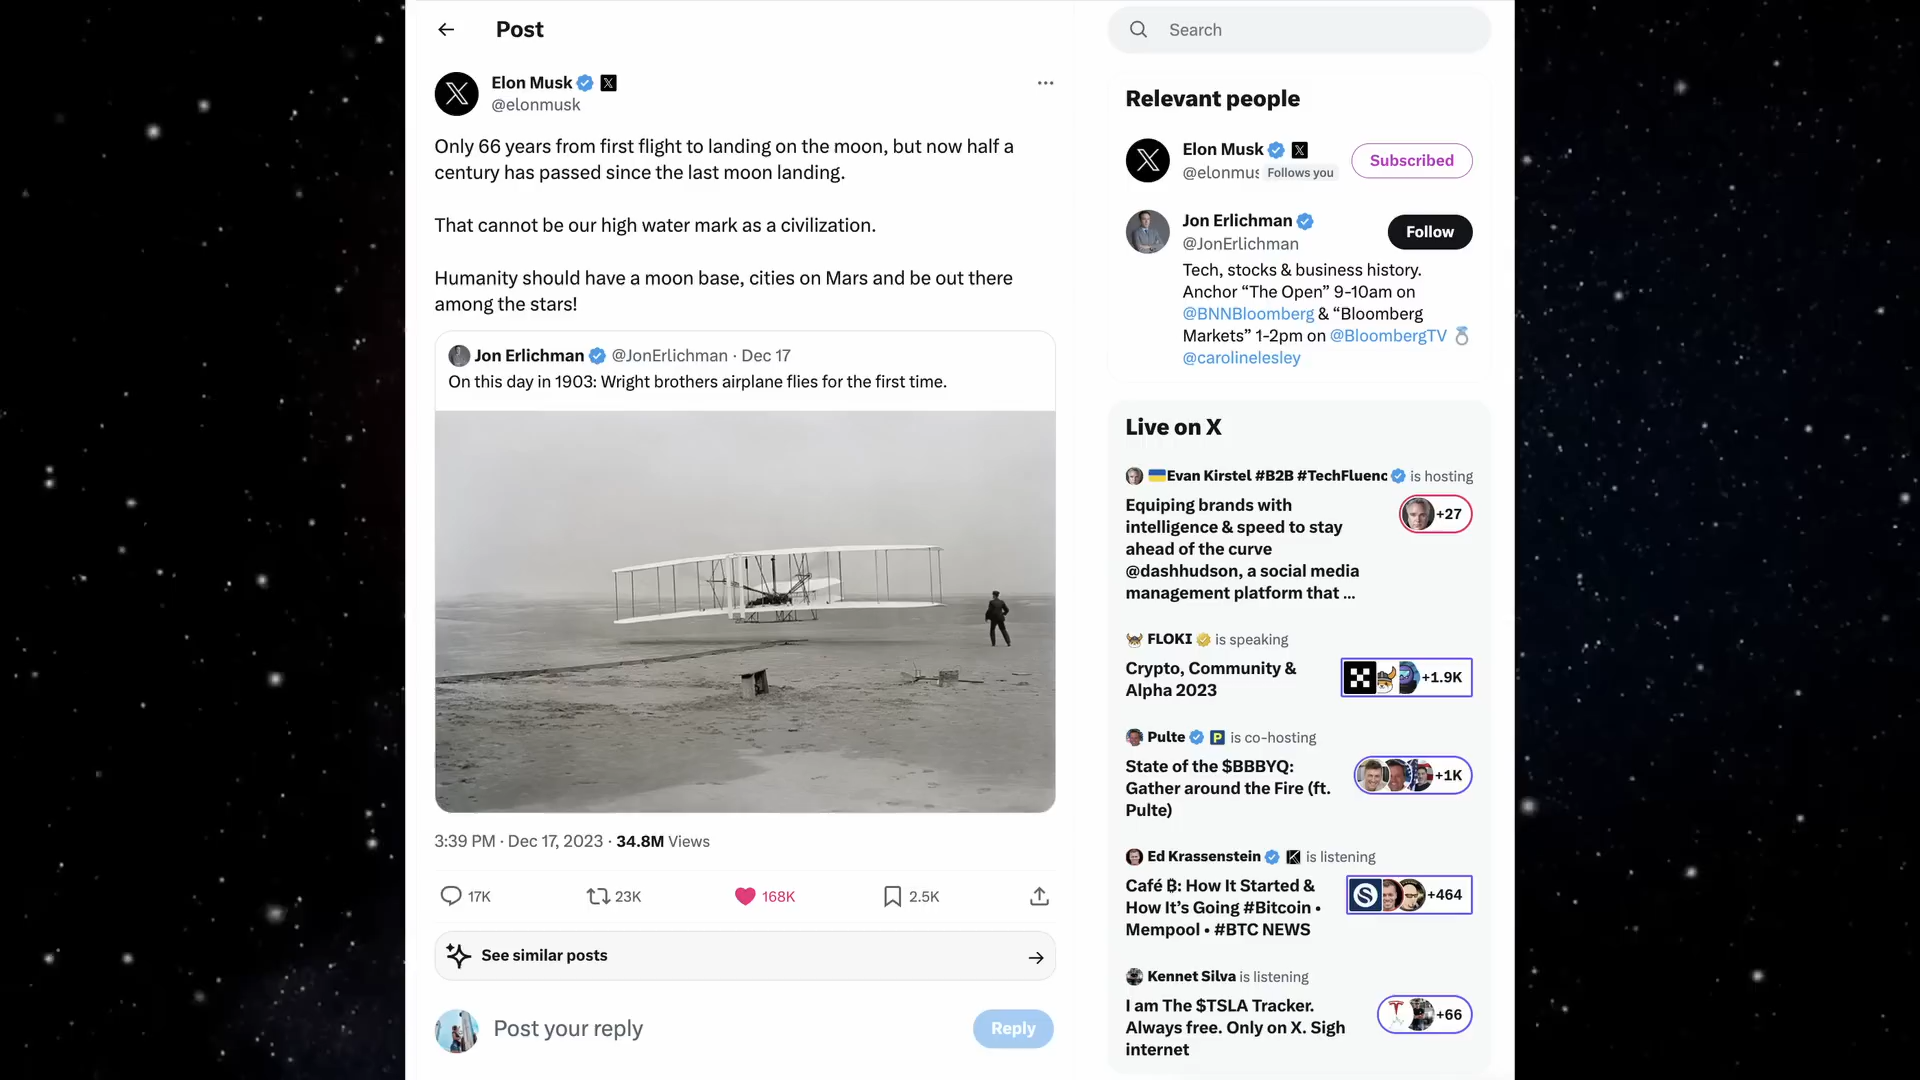 Post
Elon Musk
@elonmusk
Only 66 years from first flight to landing on the moon, but now half a
century has passed since the last moon landing.
That cannot be our high water mark as a civilization.
Humanity should have a moon base, cities on Mars and be out there
among the stars!
Jon Erlichman @JonErlichman · Dec 17
On this day in 1903: Wright brothers airplane flies for the first time.
3:39 PM · Dec 17, 2023 · 34.8M Views
17K 23K 168K 2.5K
See similar posts
Post your reply
Reply
Search
Relevant people
Elon Musk
@elonmus Follows you
Subscribed
Jon Erlichman
@JonErlichman
Follow
Tech, stocks & business history.
Anchor “The Open” 9-10am on
@BNNBloomberg & “Bloomberg
Markets” 1-2pm on @BloombergTV
@carolinelesley
Live on X
Evan Kirstel #B2B #TechFluenc is hosting
Equiping brands with
intelligence & speed to stay
ahead of the curve
@dashhudson, a social media
management platform that ...
+27
FLOKI is speaking
Crypto, Community &
Alpha 2023
+1.9K
Pulte is co-hosting
State of the $BBBYQ:
Gather around the Fire (ft.
Pulte)
+1K
Ed Krassenstein is listening
Café ₿: How It Started &
How It’s Going #Bitcoin •
Mempool • #BTC NEWS
+464
Kennet Silva is listening
I am The $TSLA Tracker.
Always free. Only on X. Sigh
internet
+66